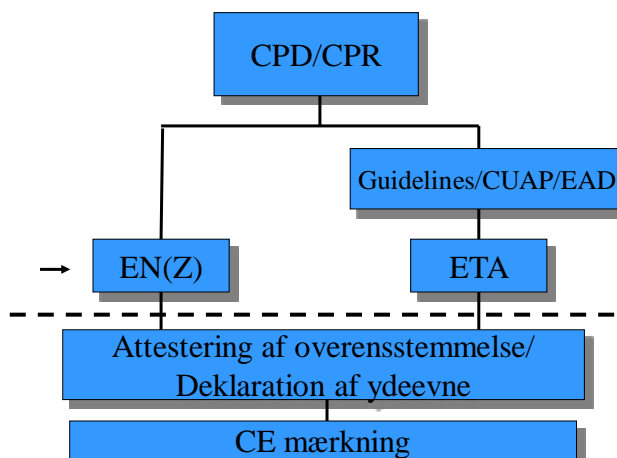 CPD/CPR
Guidelines/CUAP/EAD
EN(Z)
ETA
Attestering af overensstemmelse/
Deklaration af ydeevne
CE mærkning